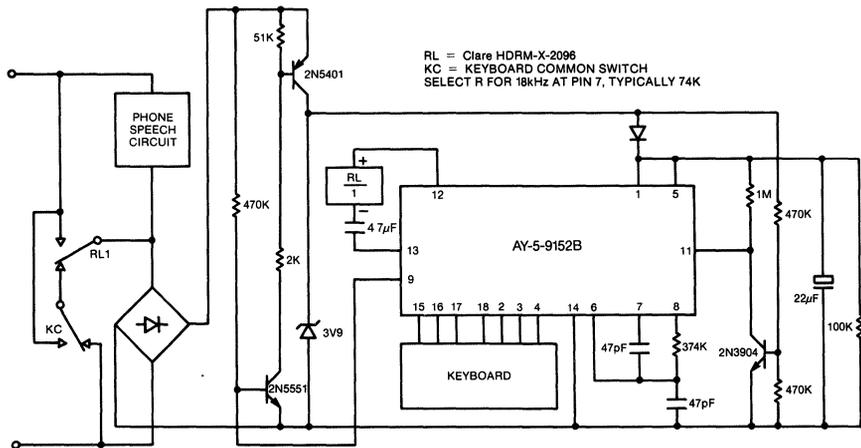 51K
2N5401
RL = Clare HDRM-X-2096
KC = KEYBOARD COMMON SWITCH
SELECT R FOR 18kHz AT PIN 7, TYPICALLY 74K
PHONE
SPEECH
CIRCUIT
+
RL
1
−
4 7μF
12
1
5
1M
470K
470K
13
AY-5-9152B
11
RL1
2K
9
22μF
100K
15
16
17
18
2
3
4
14
6
7
8
KC
3V9
47pF
374K
2N3904
KEYBOARD
2N5551
47pF
470K